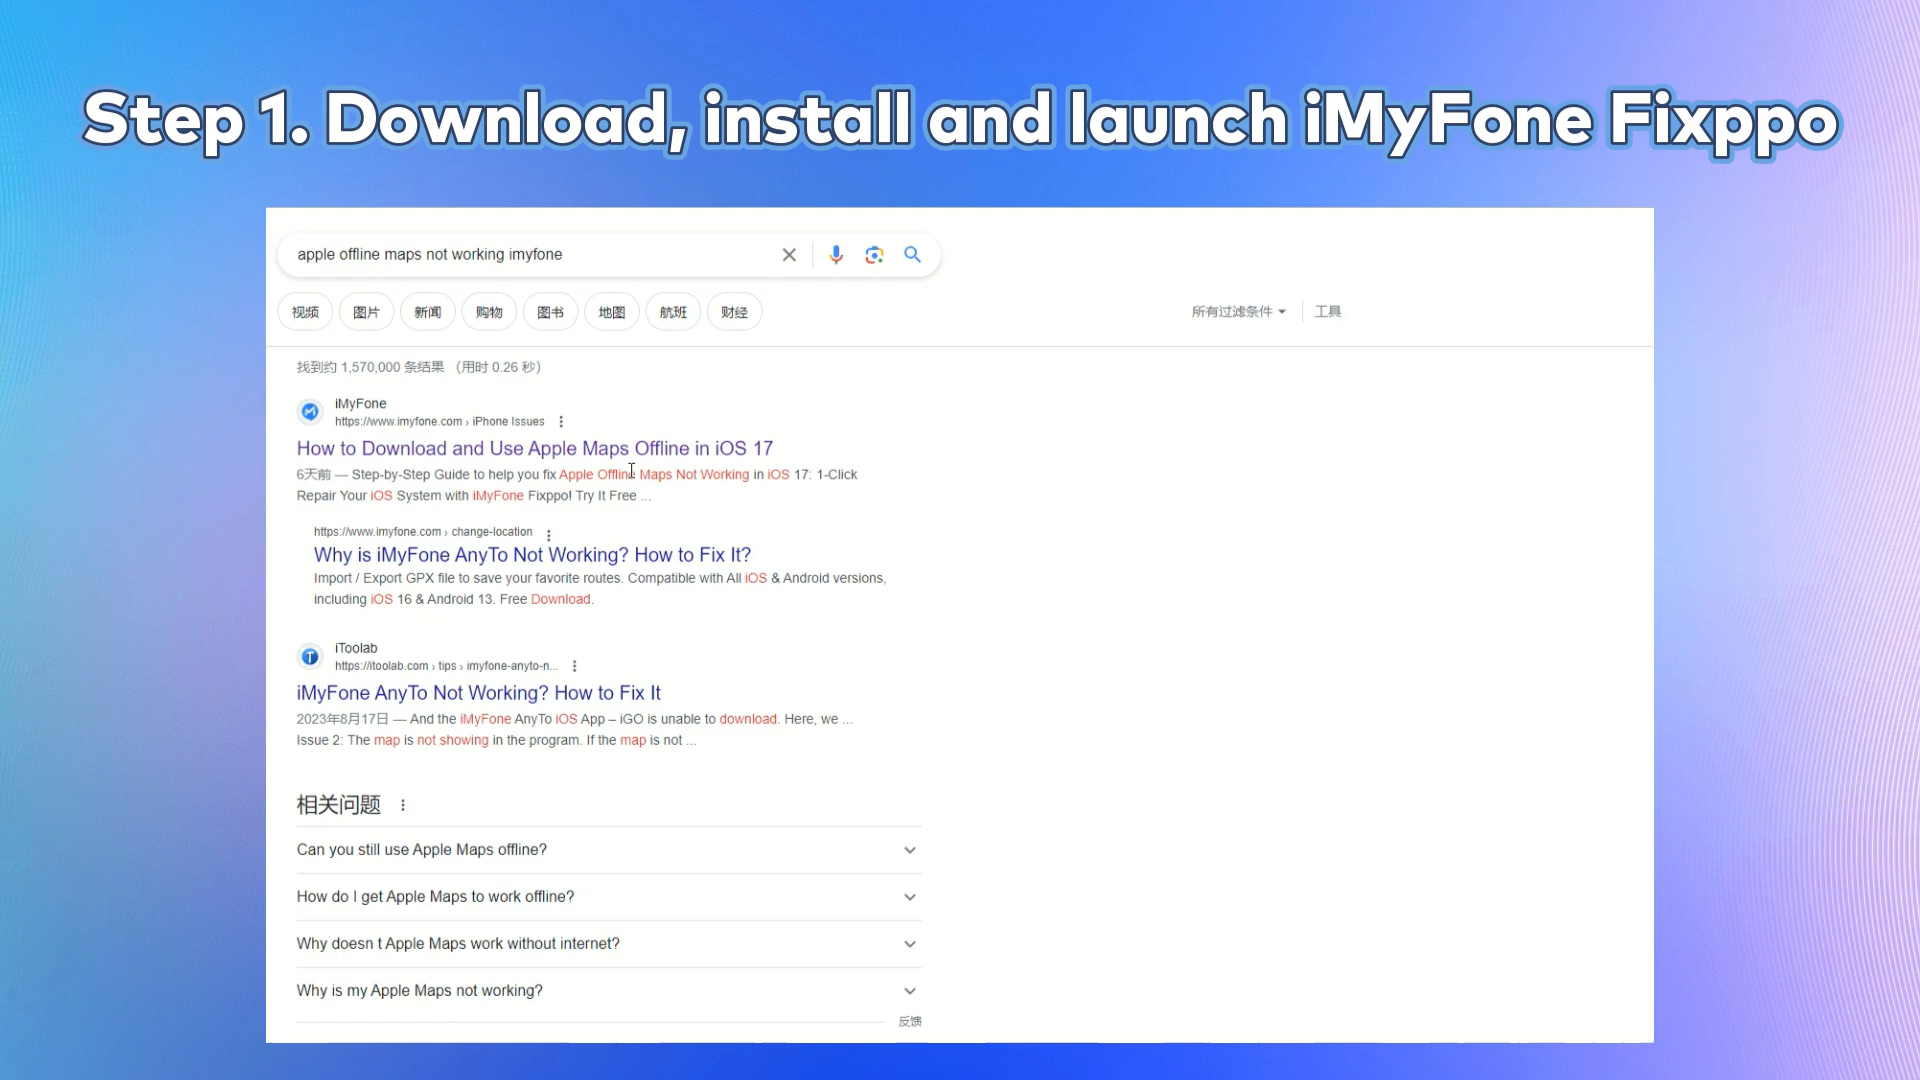 Step 1. Download, install and launch iMyFone Fixppo
apple offline maps not working imyfone
视频 图片 新闻 购物 图书 地图 航班 财经 所有过滤条件 工具
找到约 1,570,000 条结果 （用时 0.26 秒）
iMyFone
https://www.imyfone.com › iPhone Issues
How to Download and Use Apple Maps Offline in iOS 17
6天前 — Step-by-Step Guide to help you fix Apple Offline Maps Not Working in iOS 17: 1-Click
Repair Your iOS System with iMyFone Fixppo! Try It Free ...
https://www.imyfone.com › change-location
Why is iMyFone AnyTo Not Working? How to Fix It?
Import / Export GPX file to save your favorite routes. Compatible with All iOS & Android versions,
including iOS 16 & Android 13. Free Download.
iToolab
https://itoolab.com › tips › imyfone-anyto-n...
iMyFone AnyTo Not Working? How to Fix It
2023年8月17日 — And the iMyFone AnyTo iOS App – iGO is unable to download. Here, we ...
Issue 2: The map is not showing in the program. If the map is not ...
相关问题
Can you still use Apple Maps offline?
How do I get Apple Maps to work offline?
Why doesn t Apple Maps work without internet?
Why is my Apple Maps not working?
反馈